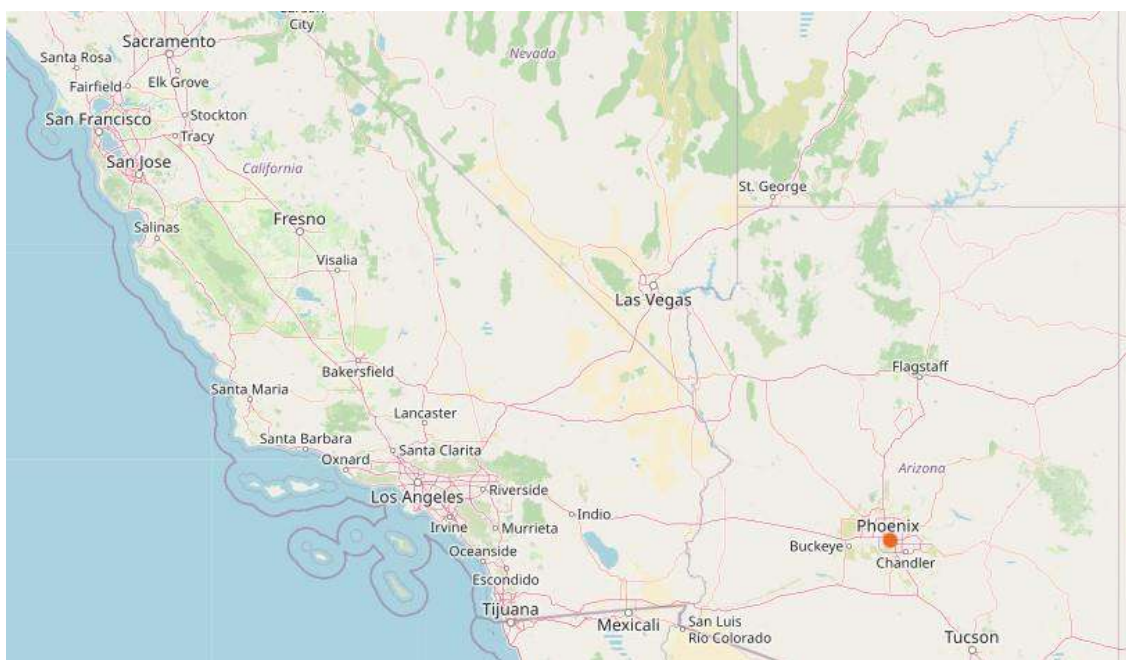 City
Nevada
Sacramento
Santa Rosa
Fairfield
Elk Grove
San Francisco
Stockton
Tracy
San Jose
California
St. George
Salinas
Fresno
Visalia
Las Vegas
Bakersfield
Flagstaff
Santa Maria
Lancaster
Santa Barbara
Santa Clarita
Oxnard
Arizona
Los Angeles
Riverside
Irvine
Murrieta
Indio
Phoenix
Buckeye
Chandler
Oceanside
Escondido
Tijuana
Mexicali
San Luis
Río Colorado
Tucson